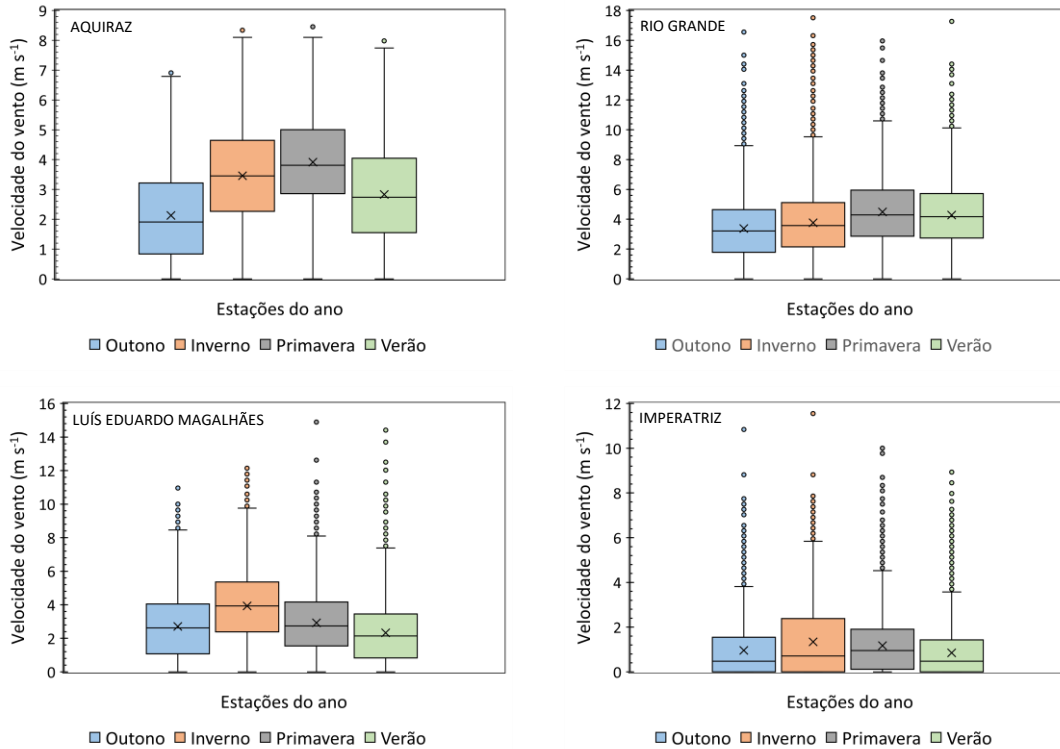 AQUIRAZ
Velocidade do vento (m s⁻¹)
9
8
7
6
5
4
3
2
1
0
Estações do ano
Outono Inverno Primavera Verão
RIO GRANDE
Velocidade do vento (m s⁻¹)
18
16
14
12
10
8
6
4
2
0
Estações do ano
Outono Inverno Primavera Verão
LUÍS EDUARDO MAGALHÃES
Velocidade do vento (m s⁻¹)
16
14
12
10
8
6
4
2
0
Estações do ano
Outono Inverno Primavera Verão
IMPERATRIZ
Velocidade do vento (m s⁻¹)
12
10
8
6
4
2
0
Estações do ano
Outono Inverno Primavera Verão